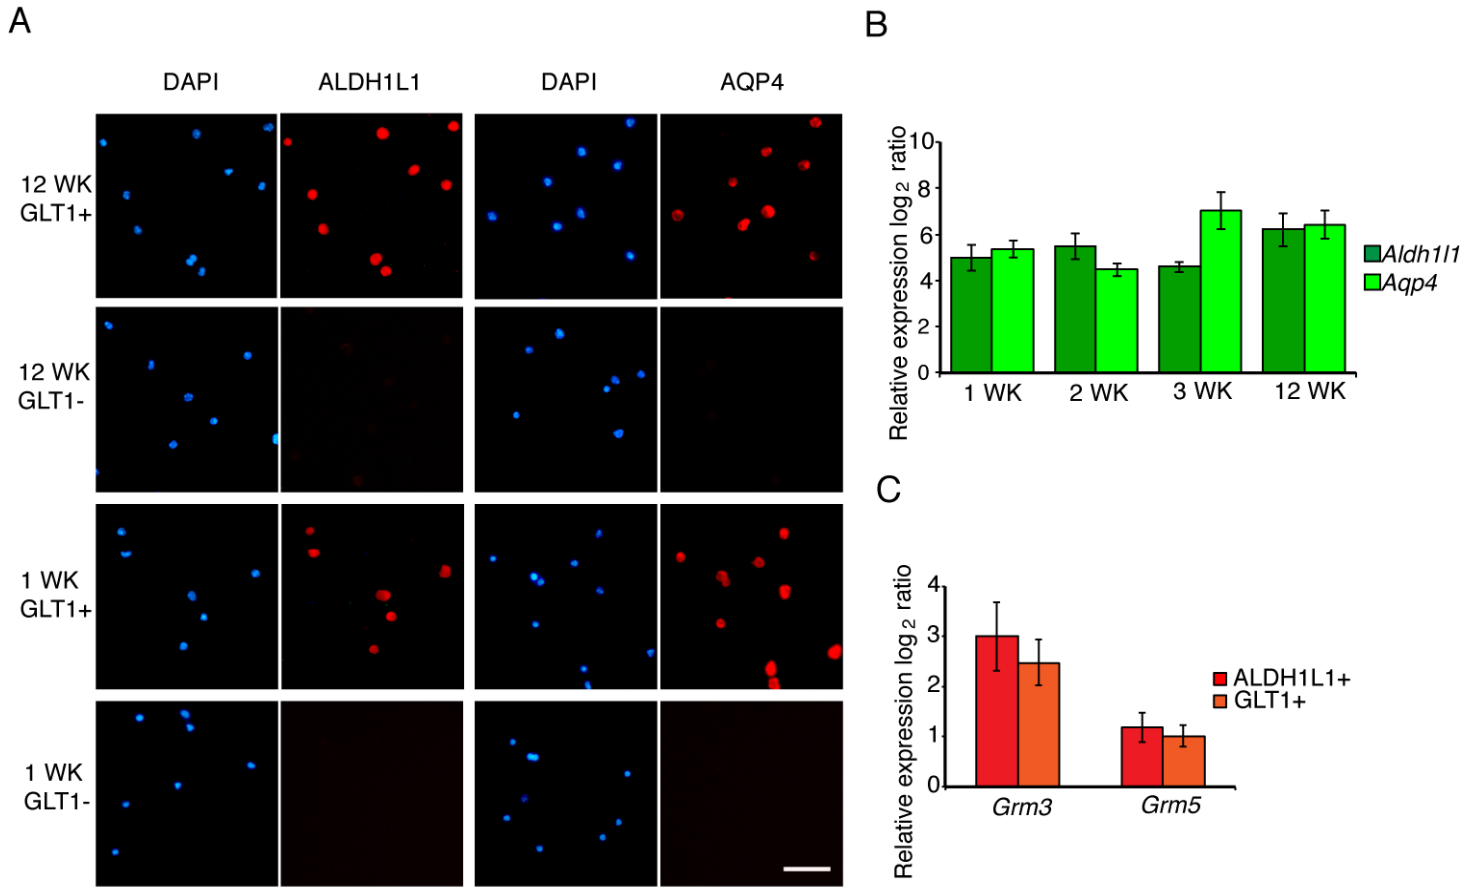 A
DAPI ALDH1L1 DAPI AQP4
12 WK
GLT1+
12 WK
GLT1-
1 WK
GLT1+
1 WK
GLT1-
B
Relative expression log2 ratio
10
8
6
4
2
0
1 WK 2 WK 3 WK 12 WK
Aldh1l1
Aqp4
C
Relative expression log2 ratio
4
3
2
1
0
Grm3 Grm5
ALDH1L1+
GLT1+